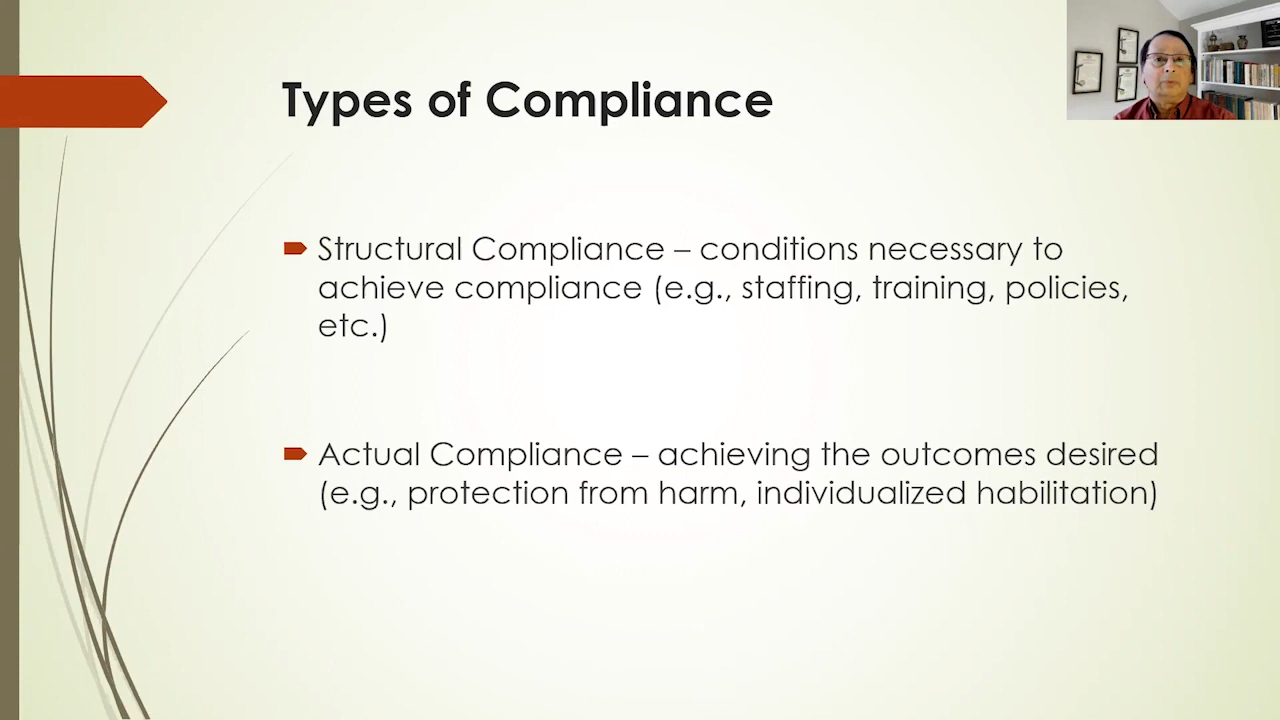 Types of Compliance
Structural Compliance – conditions necessary to
achieve compliance (e.g., staffing, training, policies,
etc.)
Actual Compliance – achieving the outcomes desired
(e.g., protection from harm, individualized habilitation)